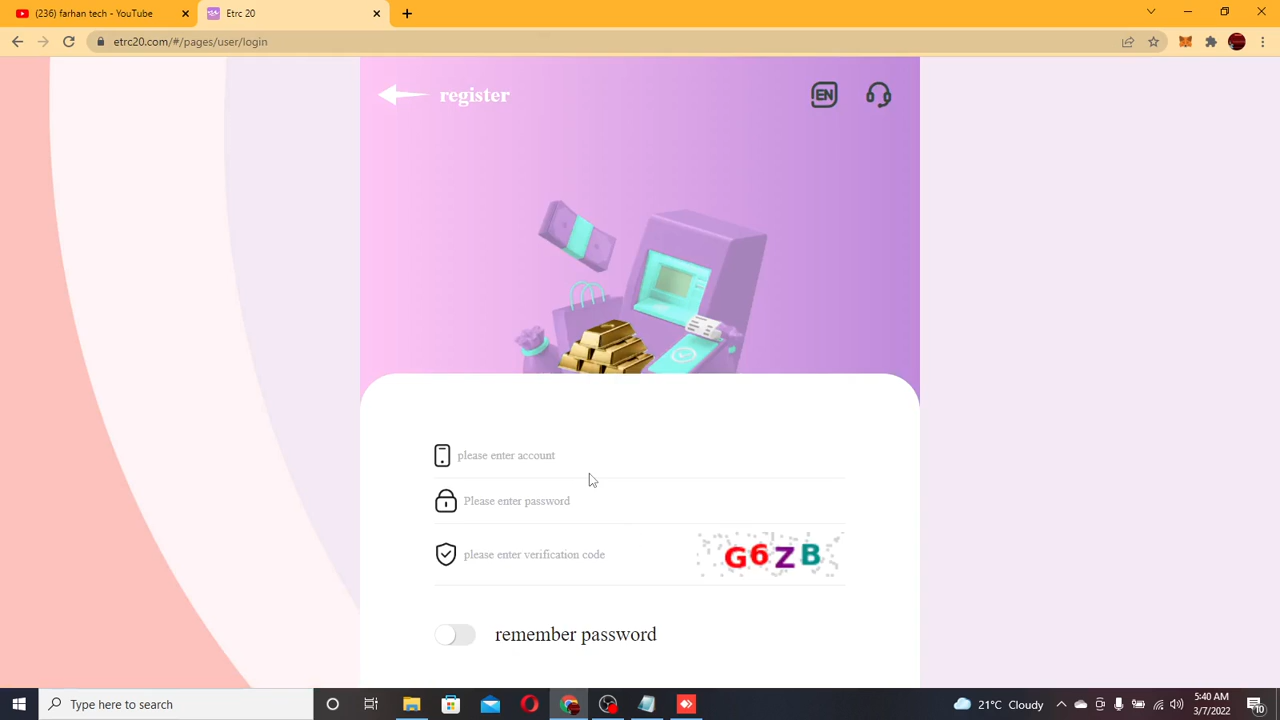 (236) farhan tech - YouTube
Etrc 20
etrc20.com/#/pages/user/login
register
EN
please enter account
Please enter password
please enter verification code
G6ZB
remember password
Type here to search
21°C Cloudy
5:40 AM
3/7/2022
10